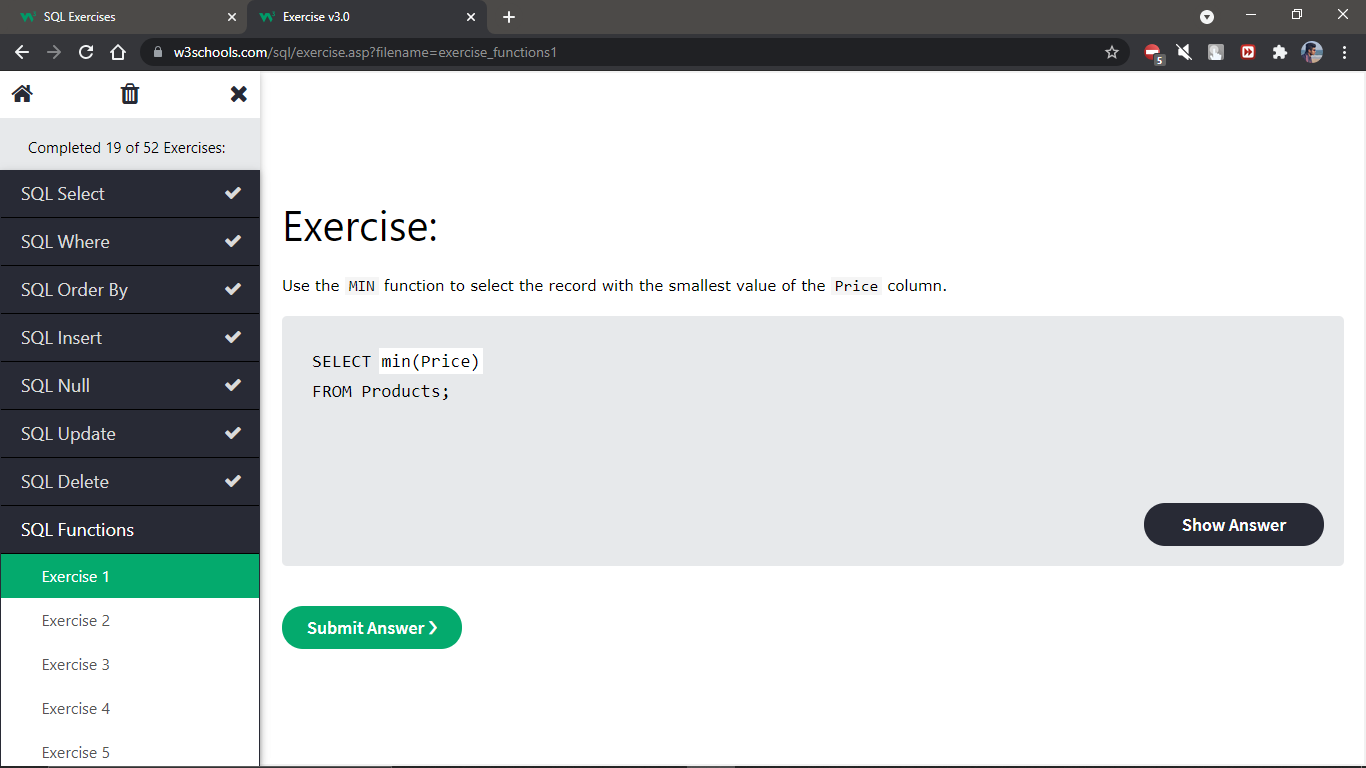 SQL Exercises
Exercise v3.0
w3schools.com/sql/exercise.asp?filename=exercise_functions1
5
Completed 19 of 52 Exercises:
SQL Select
SQL Where
SQL Order By
SQL Insert
SQL Null
SQL Update
SQL Delete
SQL Functions
Exercise 1
Exercise 2
Exercise 3
Exercise 4
Exercise 5
Exercise:
Use the MIN function to select the record with the smallest value of the Price column.
SELECT min(Price)
FROM Products;
Show Answer
Submit Answer ❯